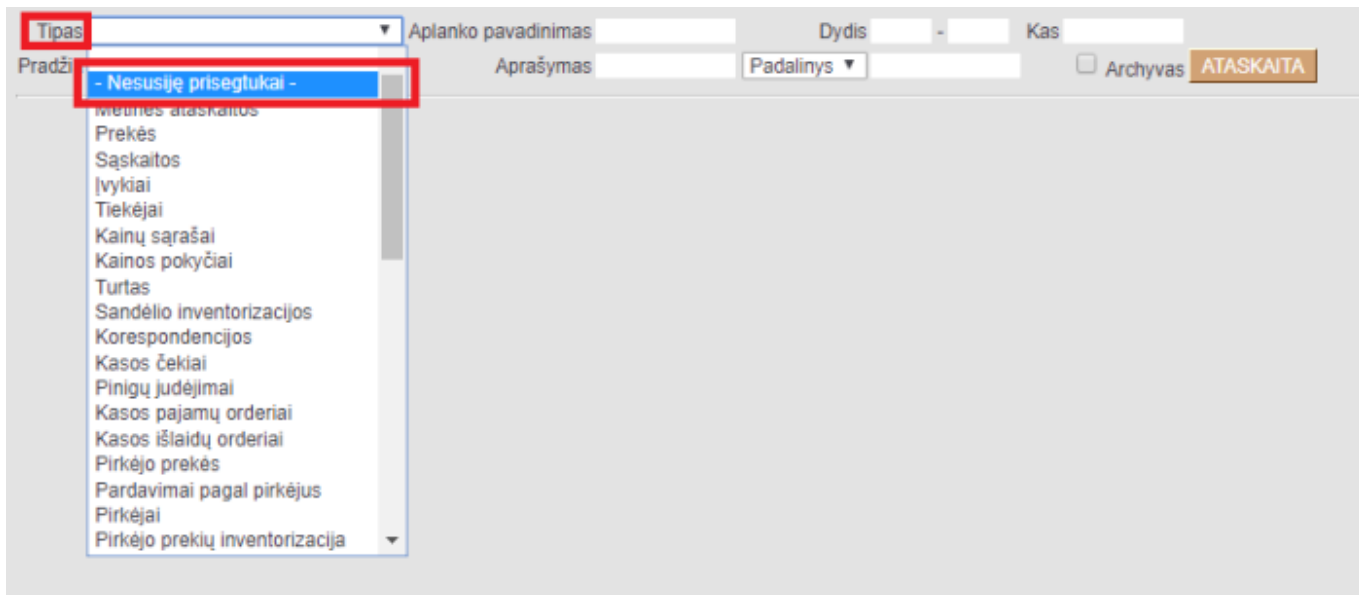 Tipas Aplanko pavadinimas Dydis - Kas
Pradži Aprašymas Padalinys Archyvas ATASKAITA
- Nesusiję prisegtukai -
Metinės ataskaitos
Prekės
Sąskaitos
Įvykiai
Tiekėjai
Kainų sąrašai
Kainos pokyčiai
Turtas
Sandėlio inventorizacijos
Korespondencijos
Kasos čekiai
Pinigų judėjimai
Kasos pajamų orderiai
Kasos išlaidų orderiai
Pirkėjo prekės
Pardavimai pagal pirkėjus
Pirkėjai
Pirkėjo prekių inventorizacija